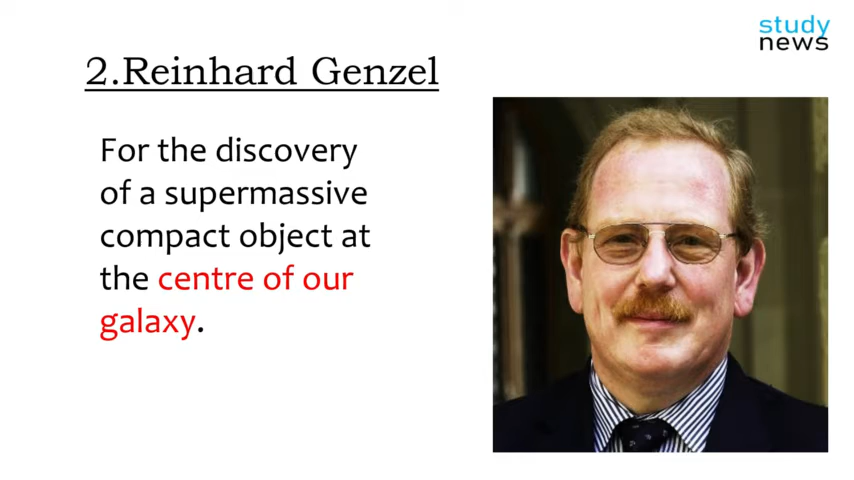 study
news
2.Reinhard Genzel
For the discovery
of a supermassive
compact object at
the centre of our
galaxy.